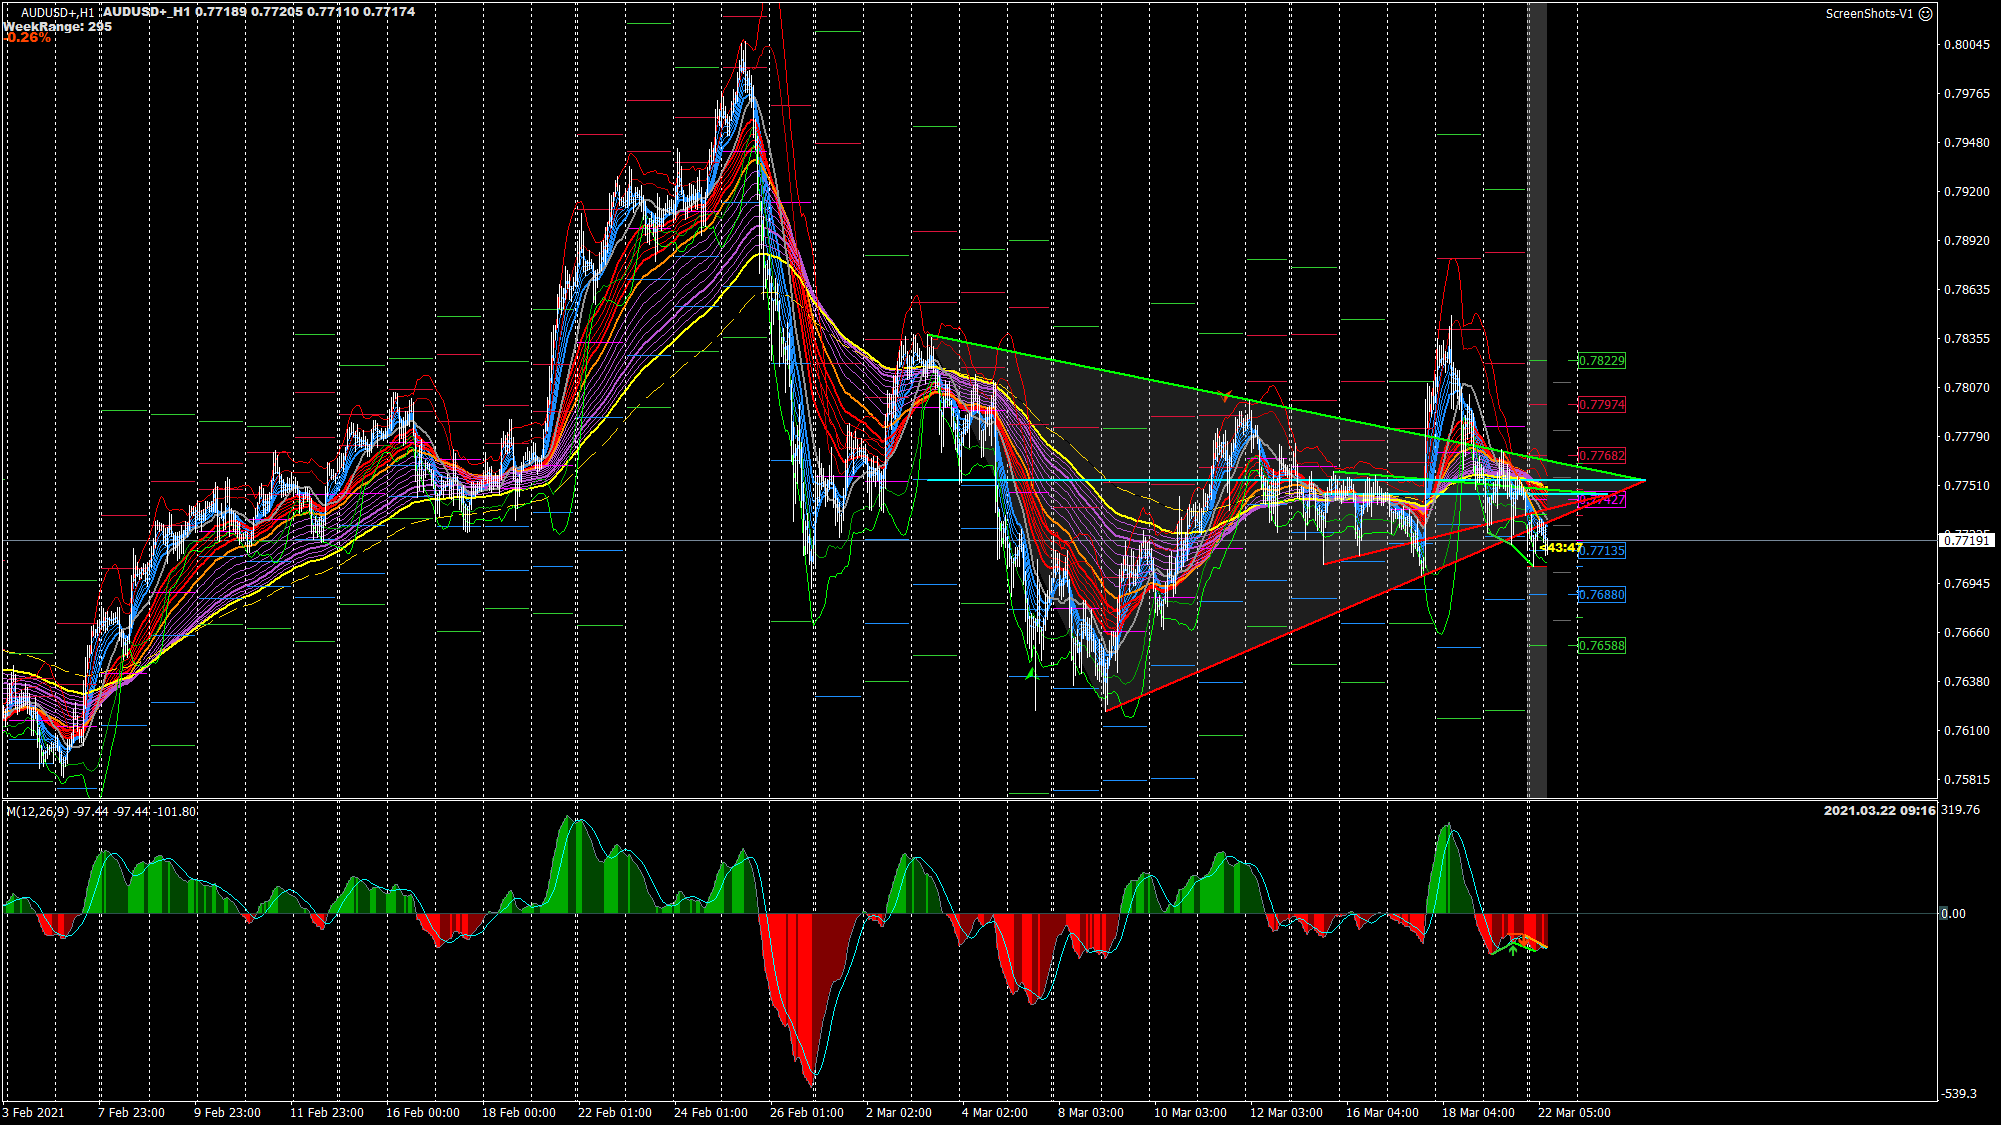 AUDUSD+,H1 AUDUSD+_H1 0.77189 0.77205 0.77110 0.77174
ScreenShots-V1 ☺
WeekRange: 295
-0.26%
0.80045
0.79765
0.79480
0.79200
0.78920
0.78635
0.78355
0.78229
0.78070
0.77974
0.77790
0.77682
0.77510
0.77427
0.77191
<43:47
0.77135
0.76945
0.76880
0.76660
0.76588
0.76380
0.76100
0.75815
M(12,26,9) -97.44 -97.44 -101.80
2021.03.22 09:16
319.76
0.00
-539.3
3 Feb 2021
7 Feb 23:00
9 Feb 23:00
11 Feb 23:00
16 Feb 00:00
18 Feb 00:00
22 Feb 01:00
24 Feb 01:00
26 Feb 01:00
2 Mar 02:00
4 Mar 02:00
8 Mar 03:00
10 Mar 03:00
12 Mar 03:00
16 Mar 04:00
18 Mar 04:00
22 Mar 05:00